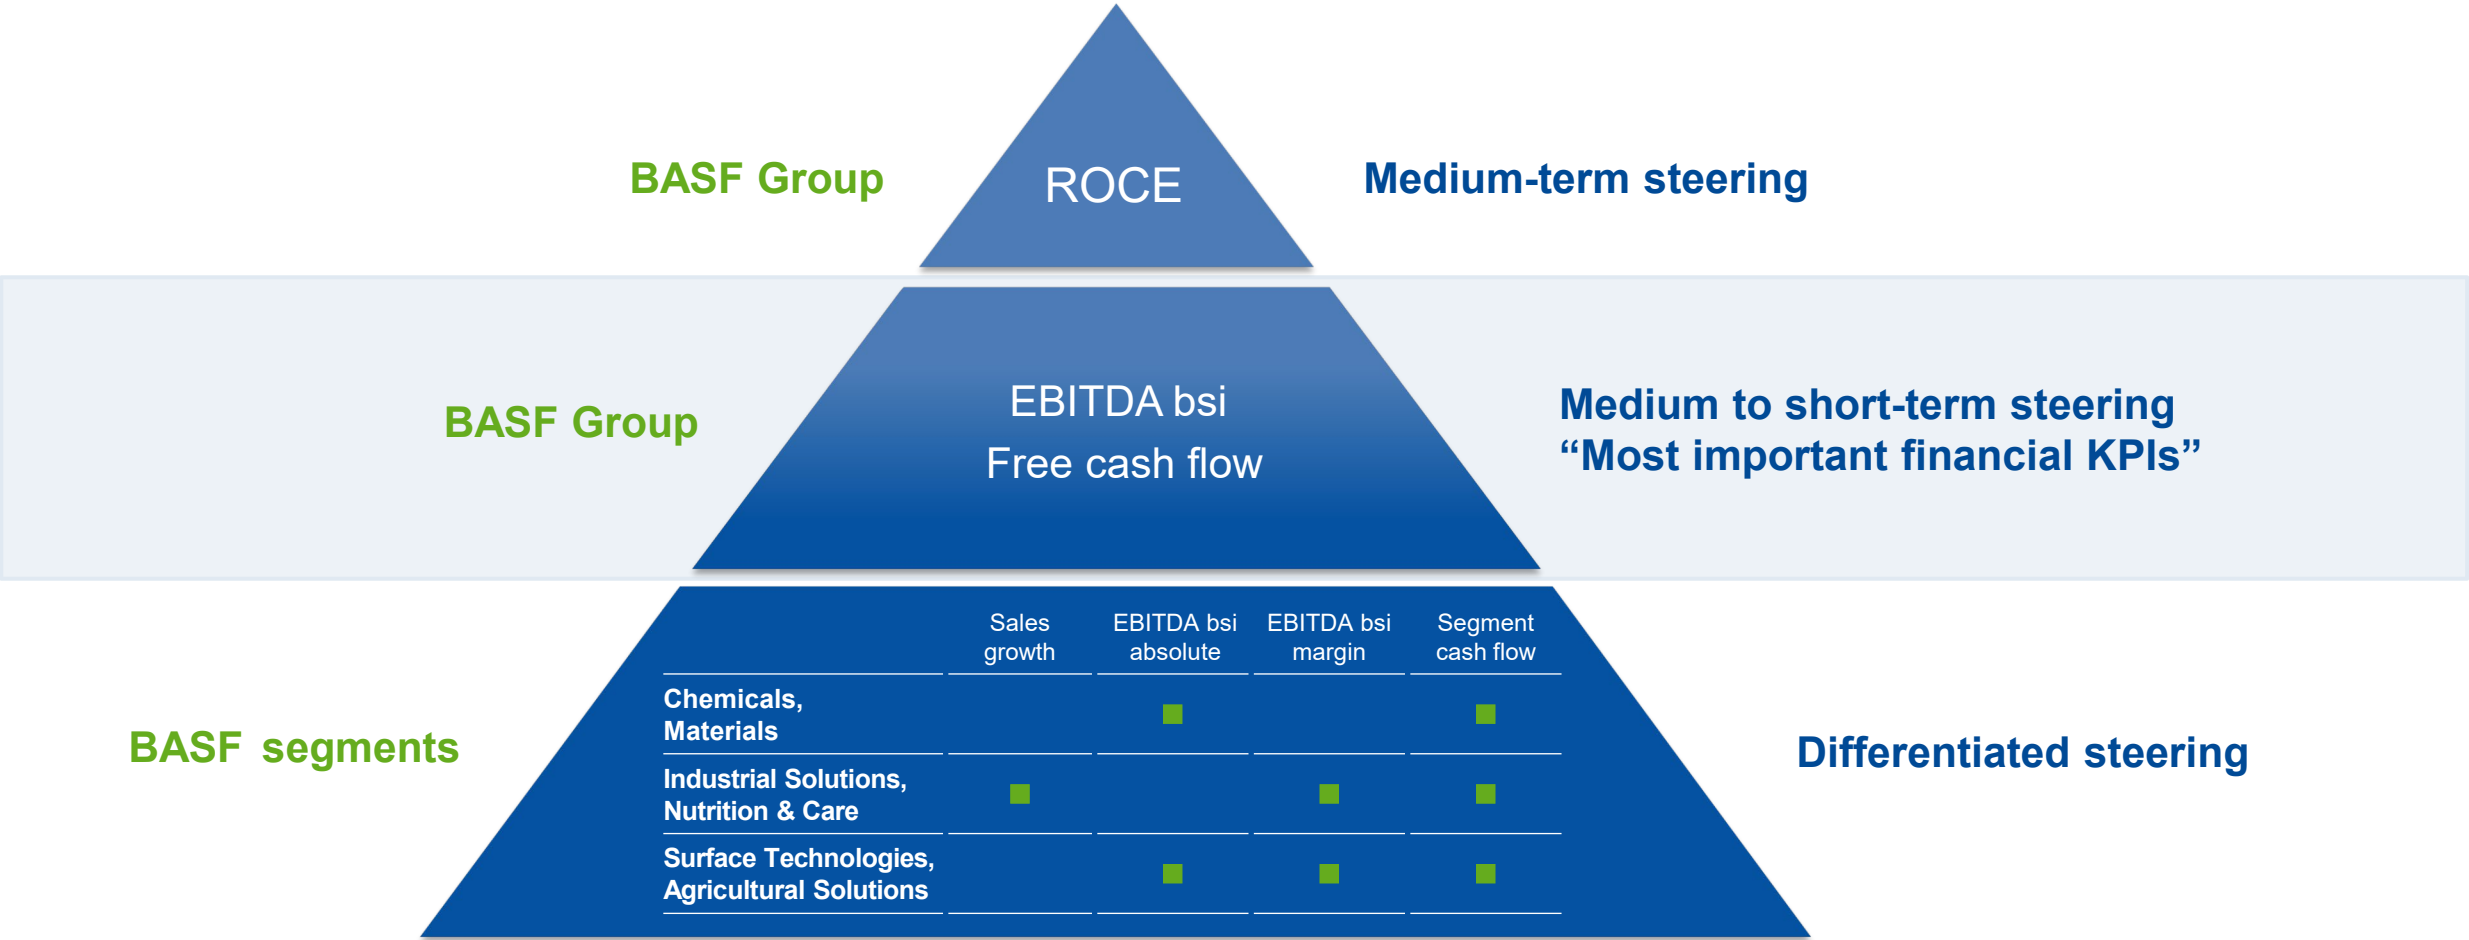 BASF Group
ROCE
Medium-term steering
BASF Group
EBITDA bsi
Free cash flow
Medium to short-term steering
“Most important financial KPIs”
BASF segments
Sales
growth
EBITDA bsi
absolute
EBITDA bsi
margin
Segment
cash flow
Chemicals,
Materials
Industrial Solutions,
Nutrition & Care
Surface Technologies,
Agricultural Solutions
Differentiated steering